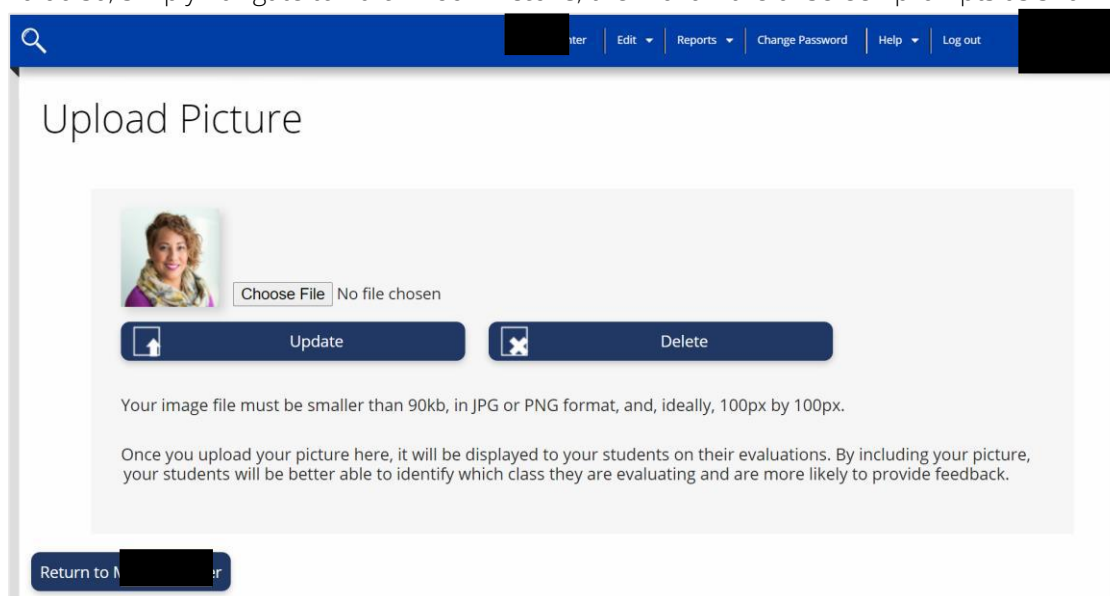 Edit Reports Change Password Help Log out
Upload Picture
Choose File No file chosen
Update Delete
Your image file must be smaller than 90kb, in JPG or PNG format, and, ideally, 100px by 100px.
Once you upload your picture here, it will be displayed to your students on their evaluations. By including your picture,
your students will be better able to identify which class they are evaluating and are more likely to provide feedback.
Return to